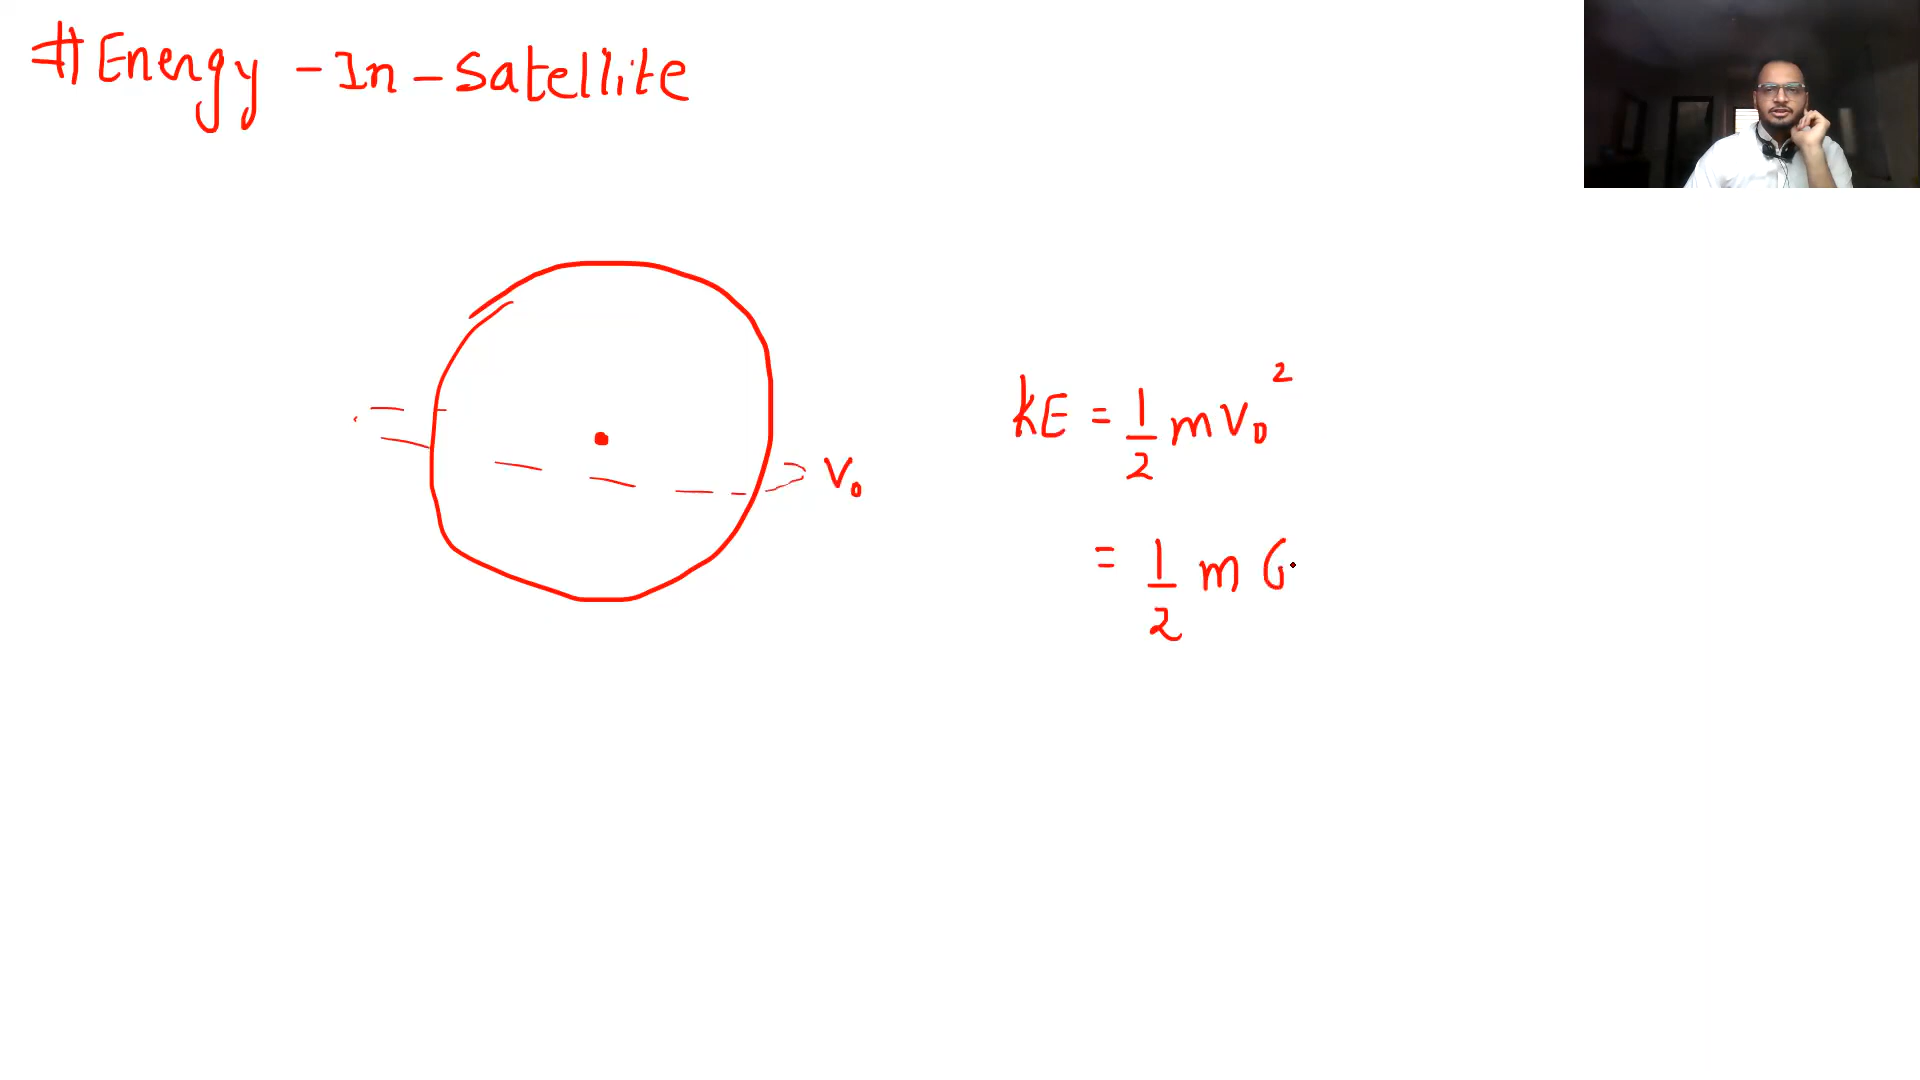 #Energy - In - Satellite
V₀
KE = 1/2 mv₀²
= 1/2 m G